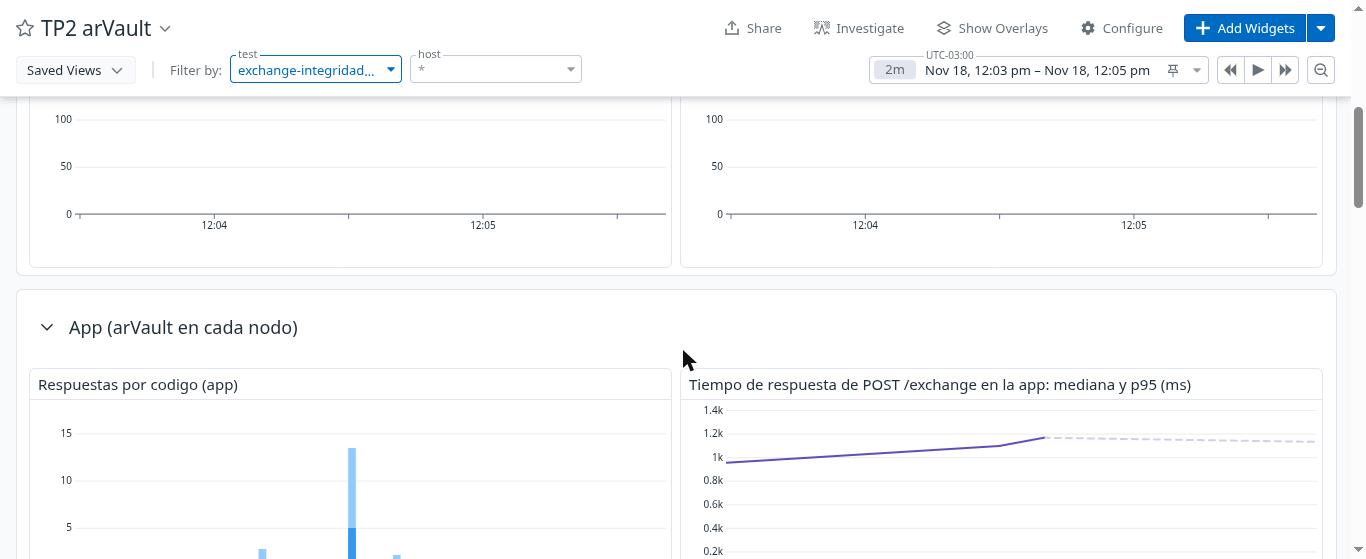 TP2 arVault
Share
Investigate
Show Overlays
Configure
Add Widgets
Saved Views
Filter by:
test
exchange-integridad...
host
*
UTC-03:00
2m
Nov 18, 12:03 pm – Nov 18, 12:05 pm
100
50
0
12:04
12:05
100
50
0
12:04
12:05
App (arVault en cada nodo)
Respuestas por codigo (app)
15
10
5
Tiempo de respuesta de POST /exchange en la app: mediana y p95 (ms)
1.4k
1.2k
1k
0.8k
0.6k
0.4k
0.2k